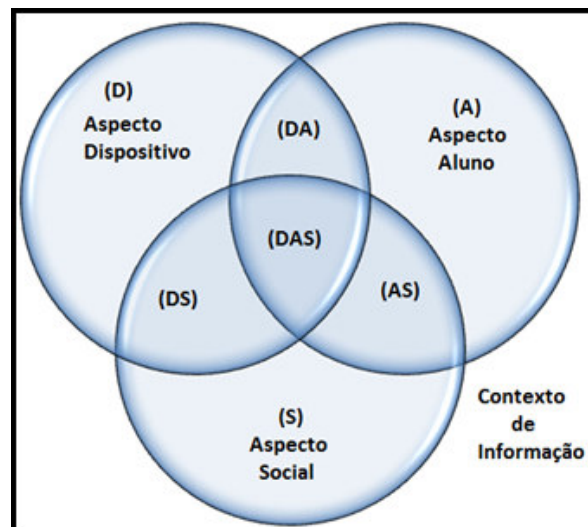 (D)
Aspecto
Dispositivo
(DA)
(A)
Aspecto
Aluno
(DAS)
(DS)
(AS)
(S)
Aspecto
Social
Contexto
de
Informação